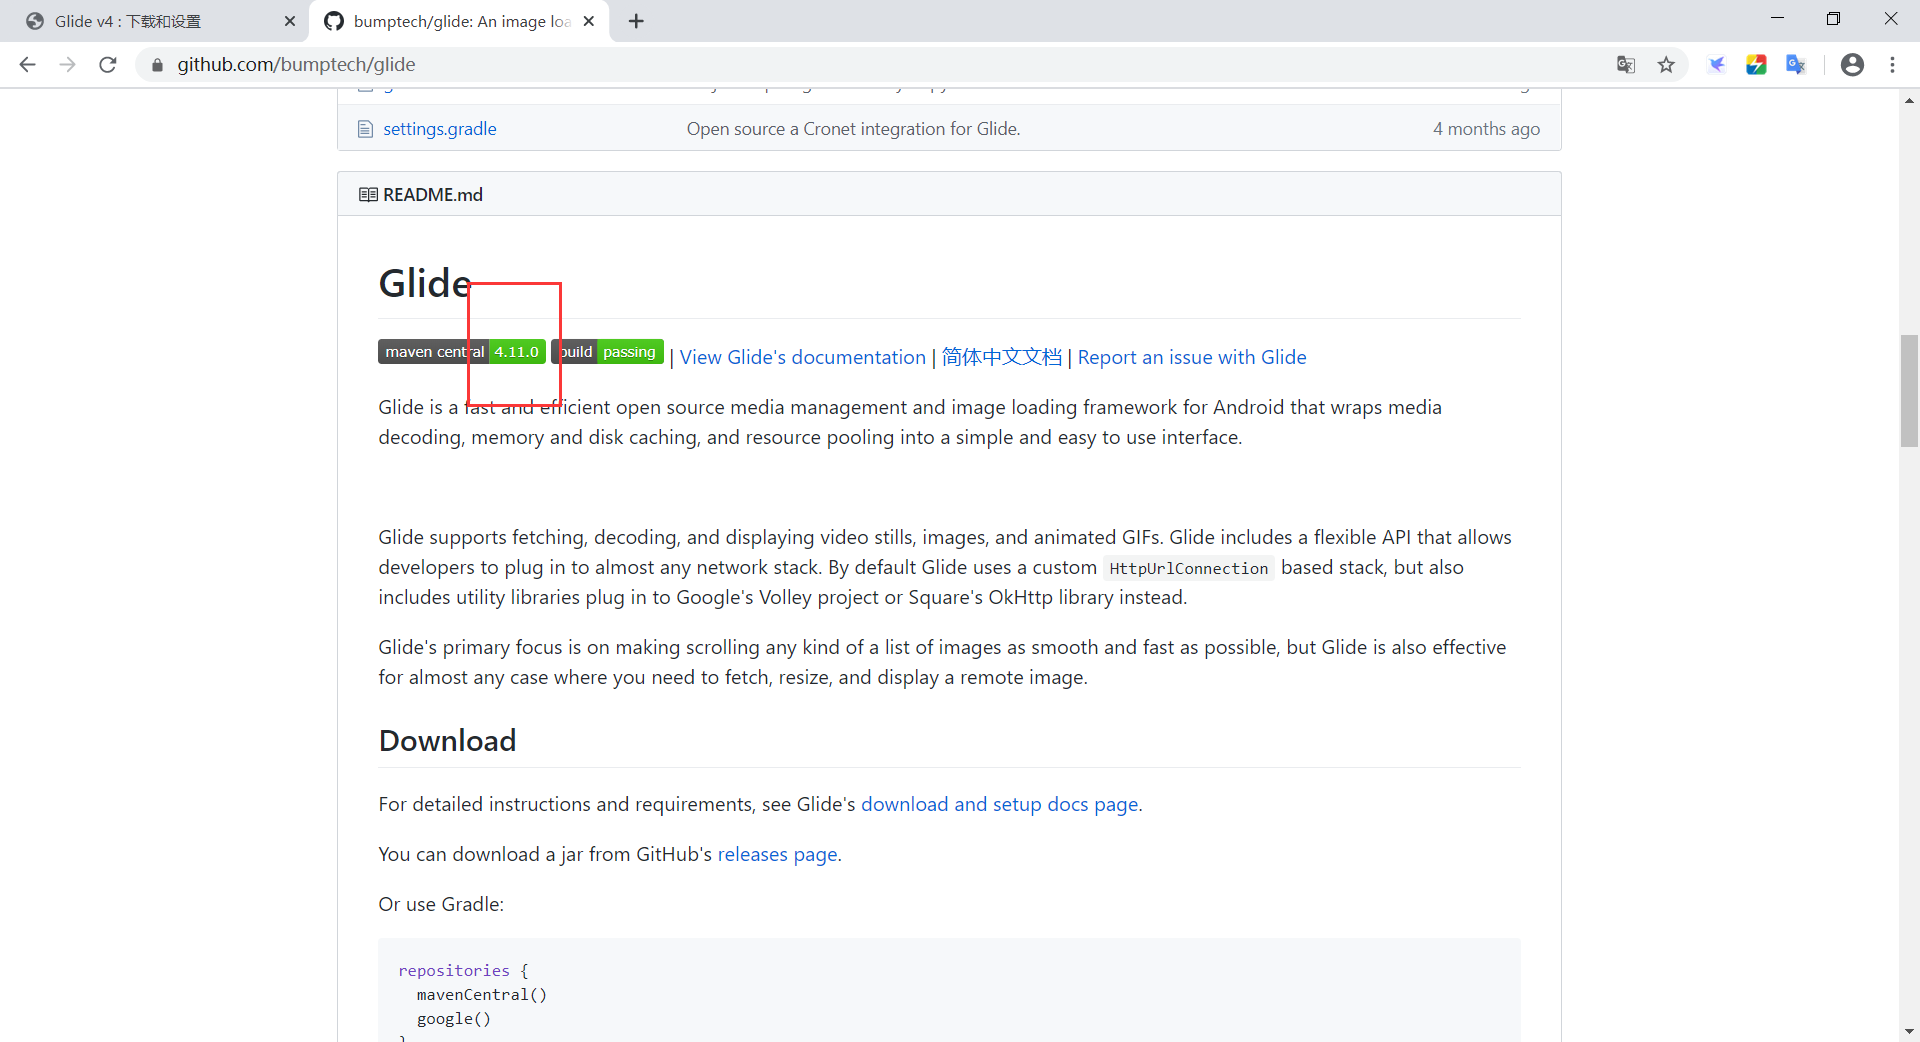 Glide v4 : 下载和设置
bumptech/glide: An image loa
github.com/bumptech/glide
settings.gradle Open source a Cronet integration for Glide. 4 months ago
README.md
Glide
maven central 4.11.0 build passing | View Glide's documentation | 简体中文文档 | Report an issue with Glide
Glide is a fast and efficient open source media management and image loading framework for Android that wraps media
decoding, memory and disk caching, and resource pooling into a simple and easy to use interface.
Glide supports fetching, decoding, and displaying video stills, images, and animated GIFs. Glide includes a flexible API that allows
developers to plug in to almost any network stack. By default Glide uses a custom HttpUrlConnection based stack, but also
includes utility libraries plug in to Google's Volley project or Square's OkHttp library instead.
Glide's primary focus is on making scrolling any kind of a list of images as smooth and fast as possible, but Glide is also effective
for almost any case where you need to fetch, resize, and display a remote image.
Download
For detailed instructions and requirements, see Glide's download and setup docs page.
You can download a jar from GitHub's releases page.
Or use Gradle:
repositories {
mavenCentral()
google()
}